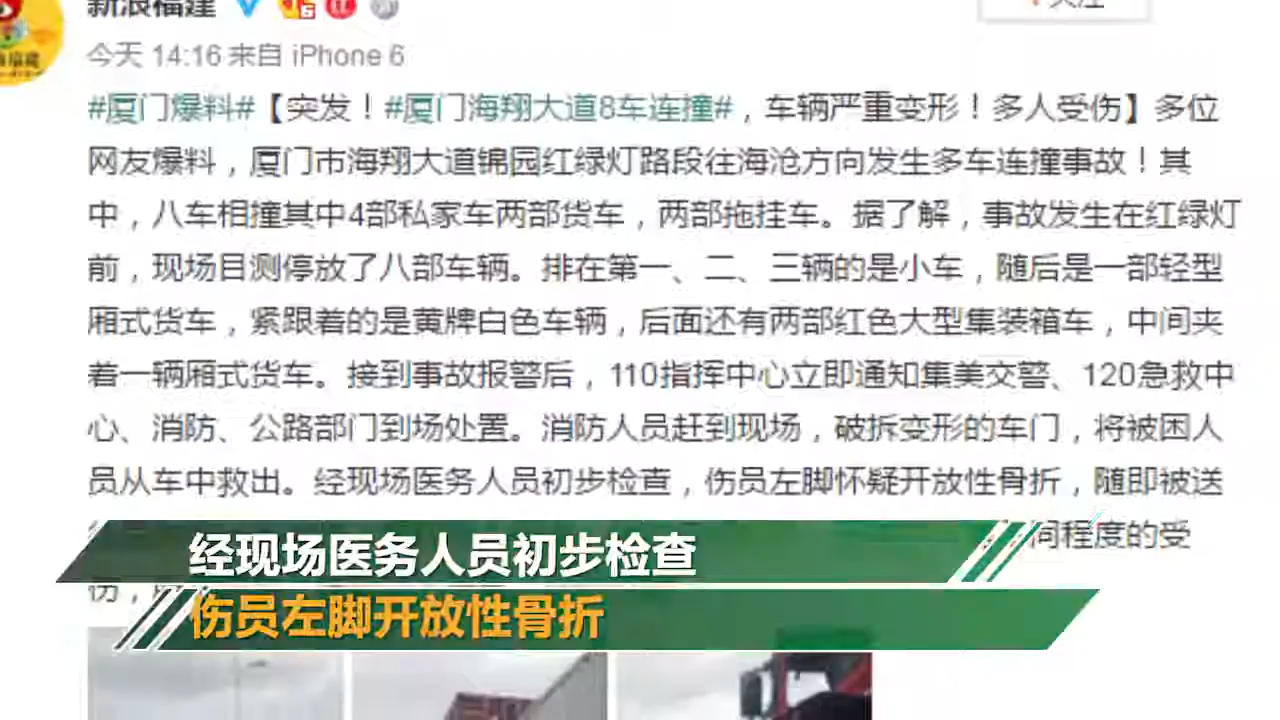 新浪福建
关注
今天 14:16 来自 iPhone 6
#厦门爆料#【突发！#厦门海翔大道8车连撞#，车辆严重变形！多人受伤】多位
网友爆料，厦门市海翔大道锦园红绿灯路段往海沧方向发生多车连撞事故！其
中，八车相撞其中4部私家车两部货车，两部拖挂车。据了解，事故发生在红绿灯
前，现场目测停放了八部车辆。排在第一、二、三辆的是小车，随后是一部轻型
厢式货车，紧跟着的是黄牌白色车辆，后面还有两部红色大型集装箱车，中间夹
着一辆厢式货车。接到事故报警后，110指挥中心立即通知集美交警、120急救中
心、消防、公路部门到场处置。消防人员赶到现场，破拆变形的车门，将被困人
员从车中救出。经现场医务人员初步检查，伤员左脚怀疑开放性骨折，随即被送
同程度的受
伤，
经现场医务人员初步检查
伤员左脚开放性骨折